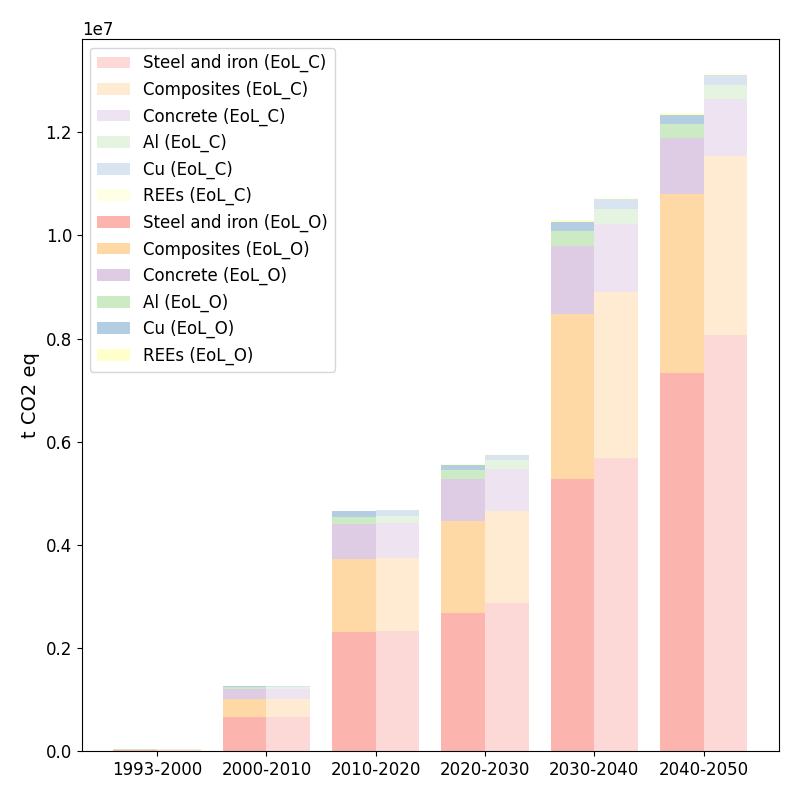 1e7
Steel and iron (EoL_C)
Composites (EoL_C)
Concrete (EoL_C)
Al (EoL_C)
Cu (EoL_C)
REEs (EoL_C)
Steel and iron (EoL_O)
Composites (EoL_O)
Concrete (EoL_O)
Al (EoL_O)
Cu (EoL_O)
REEs (EoL_O)
t CO2 eq
1.2
1.0
0.8
0.6
0.4
0.2
0.0
1993-2000 2000-2010 2010-2020 2020-2030 2030-2040 2040-2050